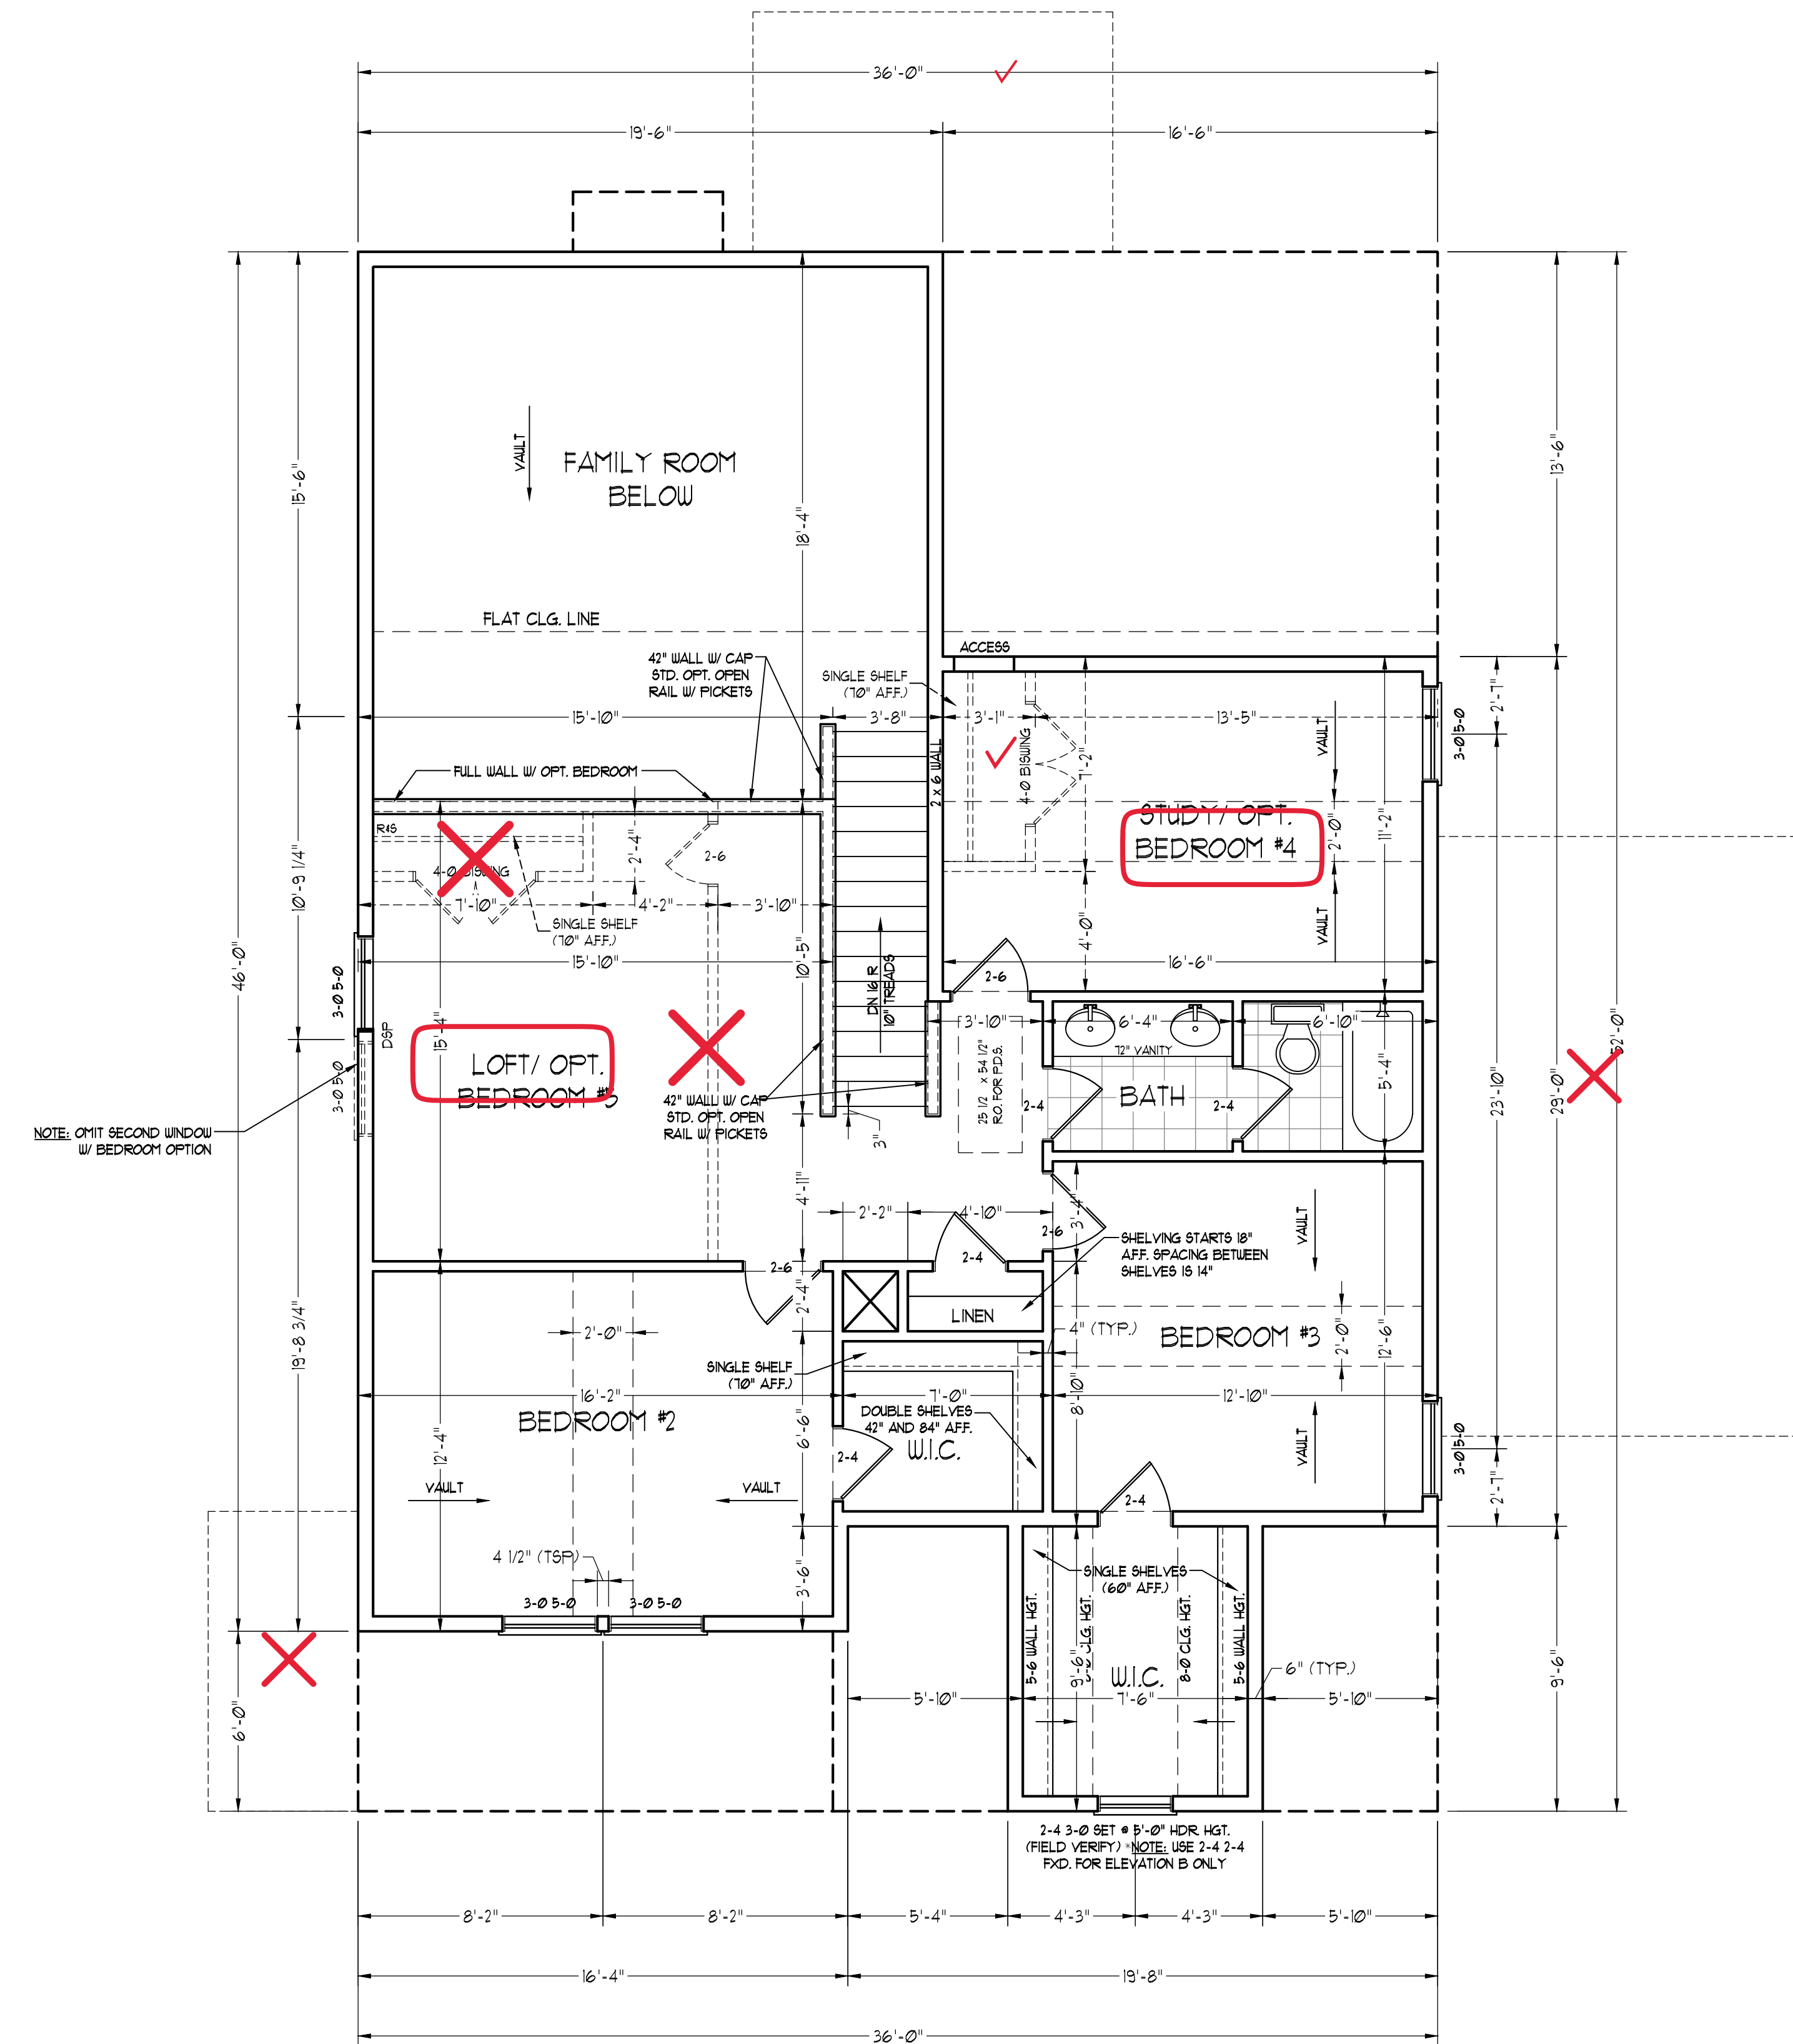 36'-0"
19'-6"
16'-6"
VAULT
FAMILY ROOM
BELOW
15'-6"
13'-6"
18'-4"
FLAT CLG. LINE
42" WALL W/ CAP
STD. OPT. OPEN
RAIL W/ PICKETS
ACCESS
SINGLE SHELF
(70" A.F.F.)
15'-10"
3'-8"
3'-1"
13'-5"
VAULT
2'-7"
3-0 5-0
FULL WALL W/ OPT. BEDROOM
2 x 6 WALL
4-0 BISWING
7'-2"
STUDY/ OPT.
BEDROOM #4
2'-0"
11'-2"
R&S
4-0 BISWING
2'-4"
2-6
10'-9 1/4"
7'-10"
4'-2"
3'-10"
SINGLE SHELF
(70" A.F.F.)
VAULT
4'-0"
46'-0"
15'-10"
10'-5"
16'-6"
2-6
DN 16 R
10" TREADS
3-0 5-0
DSP
15'-4"
3'-10"
6'-4"
6'-10"
72" VANITY
52'-0"
LOFT/ OPT.
BEDROOM #5
3-0 5-0
25 1/2 x 54 1/2"
R.O. FOR P.D.S.
BATH
5'-4"
23'-10"
29'-0"
42" WALL W/ CAP
STD. OPT. OPEN
RAIL W/ PICKETS
2-4
2-4
3"
NOTE: OMIT SECOND WINDOW
W/ BEDROOM OPTION
4'-11"
2'-2"
4'-10"
3'-4"
2-6
VAULT
SHELVING STARTS 18"
A.F.F. SPACING BETWEEN
SHELVES IS 14"
2-6
2-4
2'-4"
LINEN
19'-8 3/4"
2'-0"
4" (TYP.)
BEDROOM #3
2'-0"
12'-6"
SINGLE SHELF
(70" A.F.F.)
16'-2"
7'-0"
8'-10"
12'-10"
BEDROOM #2
DOUBLE SHELVES
42" AND 84" A.F.F.
W.I.C.
12'-4"
6'-6"
2-4
VAULT
3-0 5-0
VAULT
VAULT
2-4
2'-7"
4 1/2" (TSP)
3-0 5-0
3-0 5-0
3'-6"
SINGLE SHELVES
(60" A.F.F.)
5-6 WALL HGT.
8-0 CLG. HGT.
8-0 CLG. HGT.
5-6 WALL HGT.
9'-6"
W.I.C.
6" (TYP.)
5'-10"
7'-6"
5'-10"
9'-6"
6'-0"
2-4 3-0 SET @ 5'-0" HDR. HGT.
(FIELD VERIFY) *NOTE: USE 2-4 2-4
FXD. FOR ELEVATION B ONLY
8'-2"
8'-2"
5'-4"
4'-3"
4'-3"
5'-10"
16'-4"
19'-8"
36'-0"